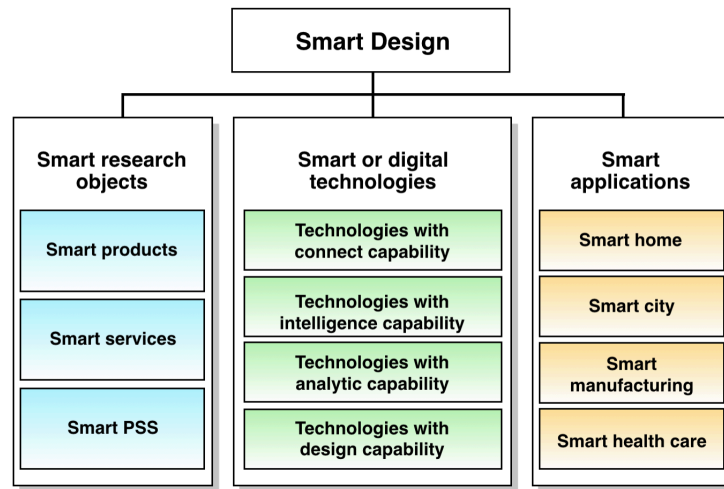 Smart Design
Smart research
objects
Smart products
Smart services
Smart PSS
Smart or digital
technologies
Technologies with
connect capability
Technologies with
intelligence capability
Technologies with
analytic capability
Technologies with
design capability
Smart
applications
Smart home
Smart city
Smart
manufacturing
Smart health care